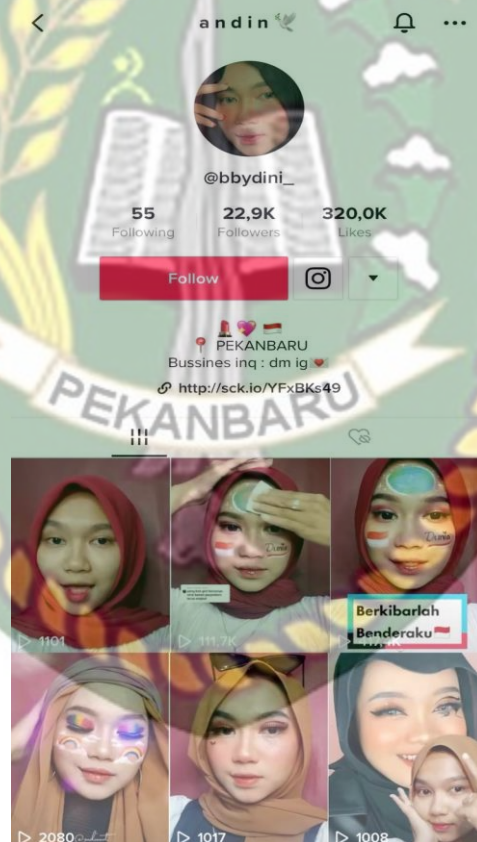 andin
@bbydini_
55 22,9K 320,0K
Following Followers Likes
Follow
PEKANBARU
Bussines inq : dm ig
http://sck.io/YFxBKs49
PEKANBARU
1101 111,7K
Berkibarlah
Benderaku
2080 1017 1008